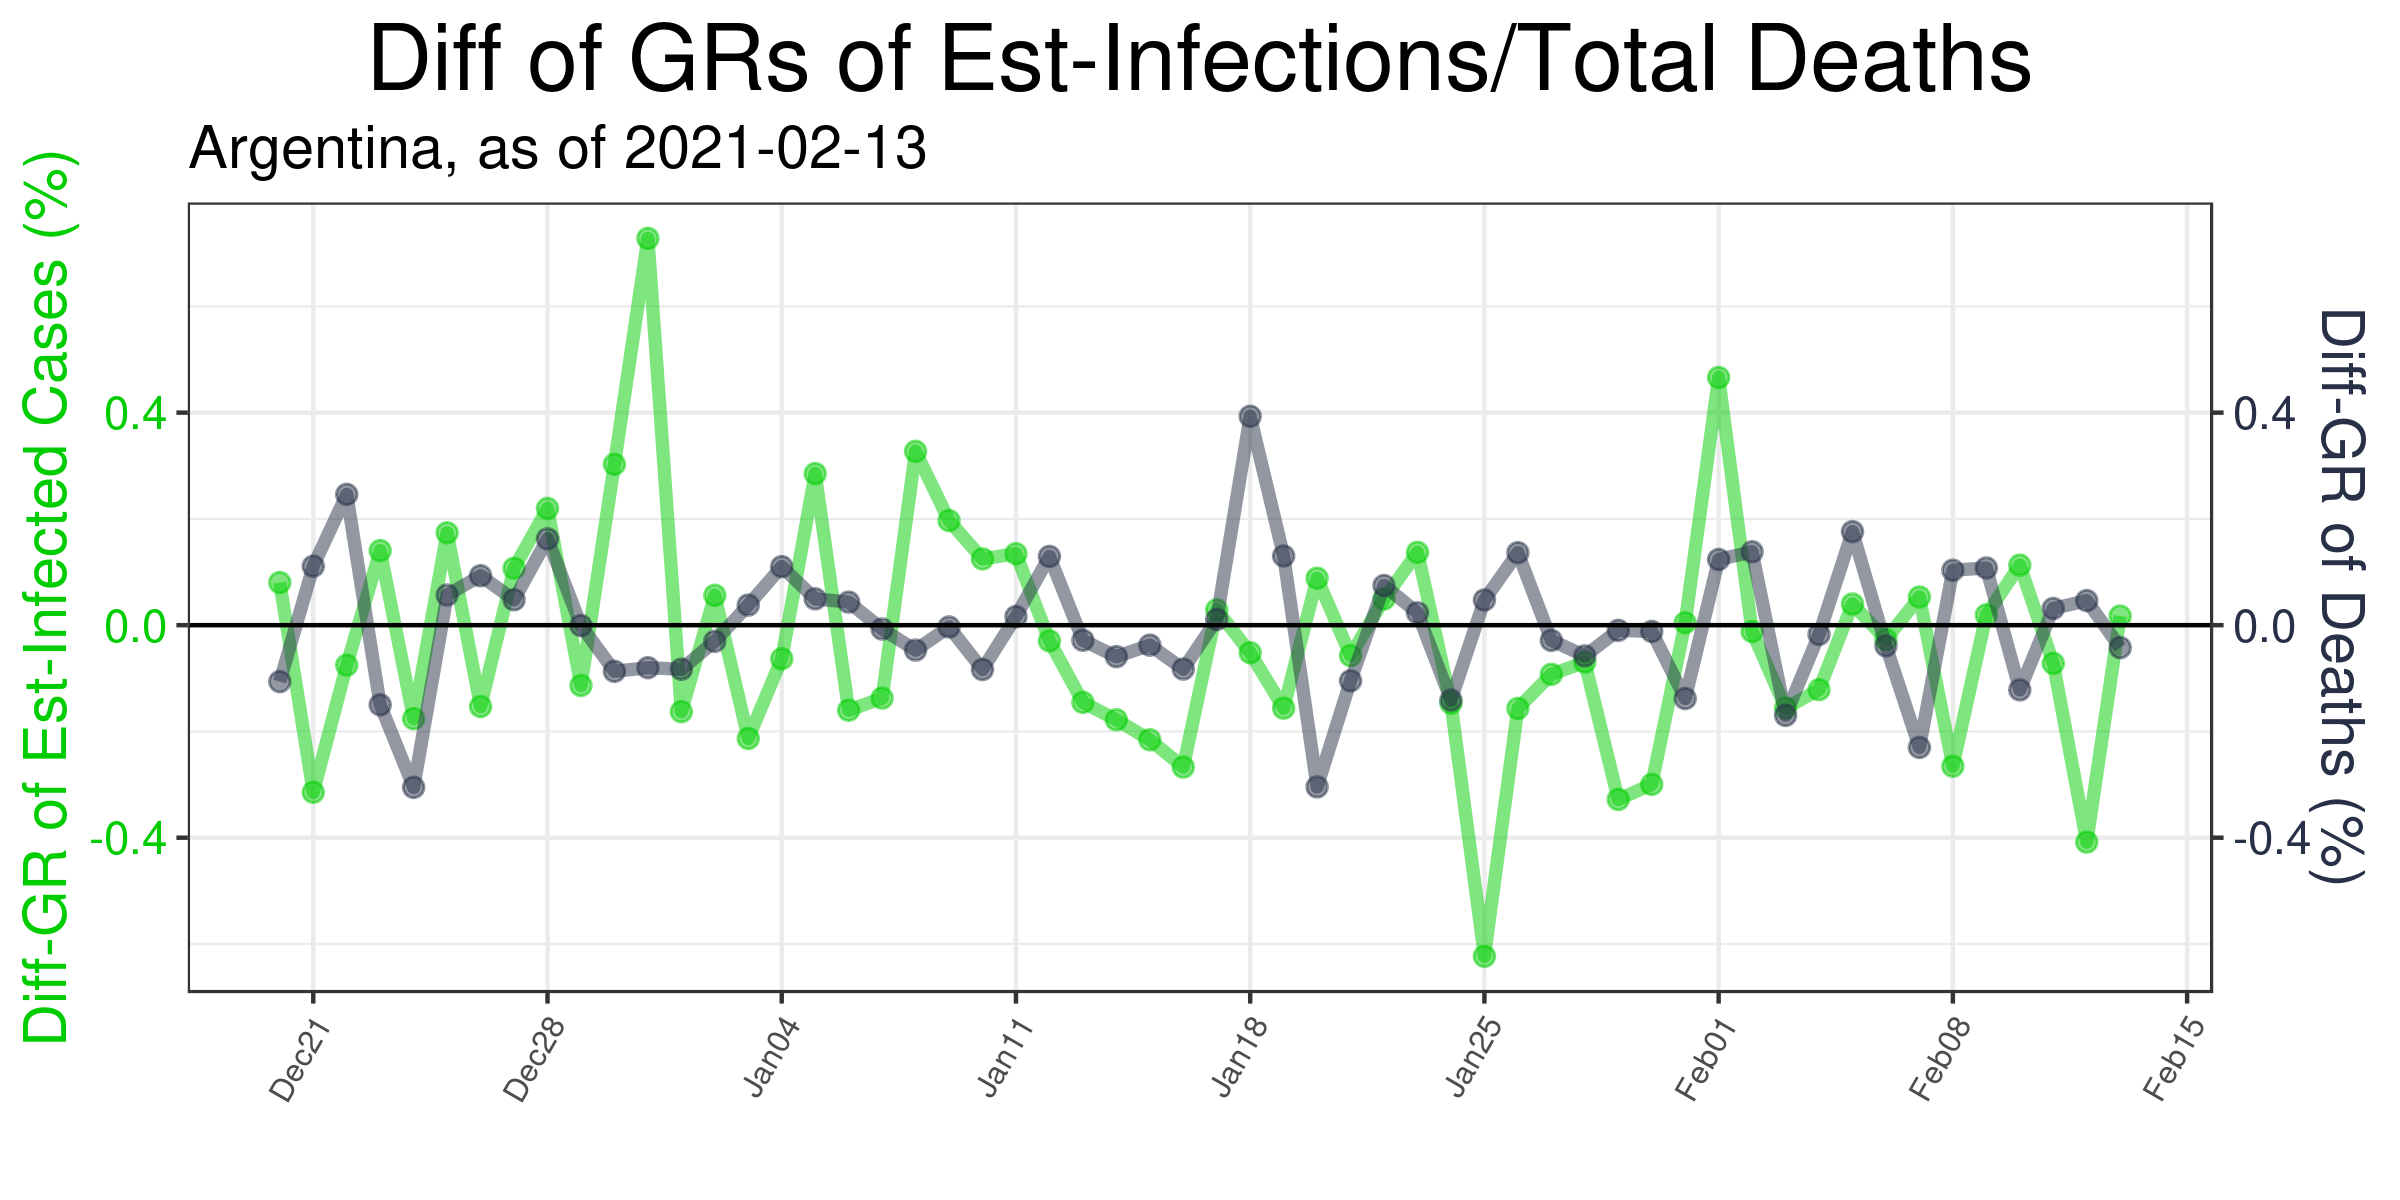 Diff of GRs of Est-Infections/Total Deaths
Argentina, as of 2021-02-13
Diff-GR of Est-Infected Cases (%)
0.4
0.0
-0.4
0.4
0.0
-0.4
Diff-GR of Deaths (%)
Dec21
Dec28
Jan04
Jan11
Jan18
Jan25
Feb01
Feb08
Feb15